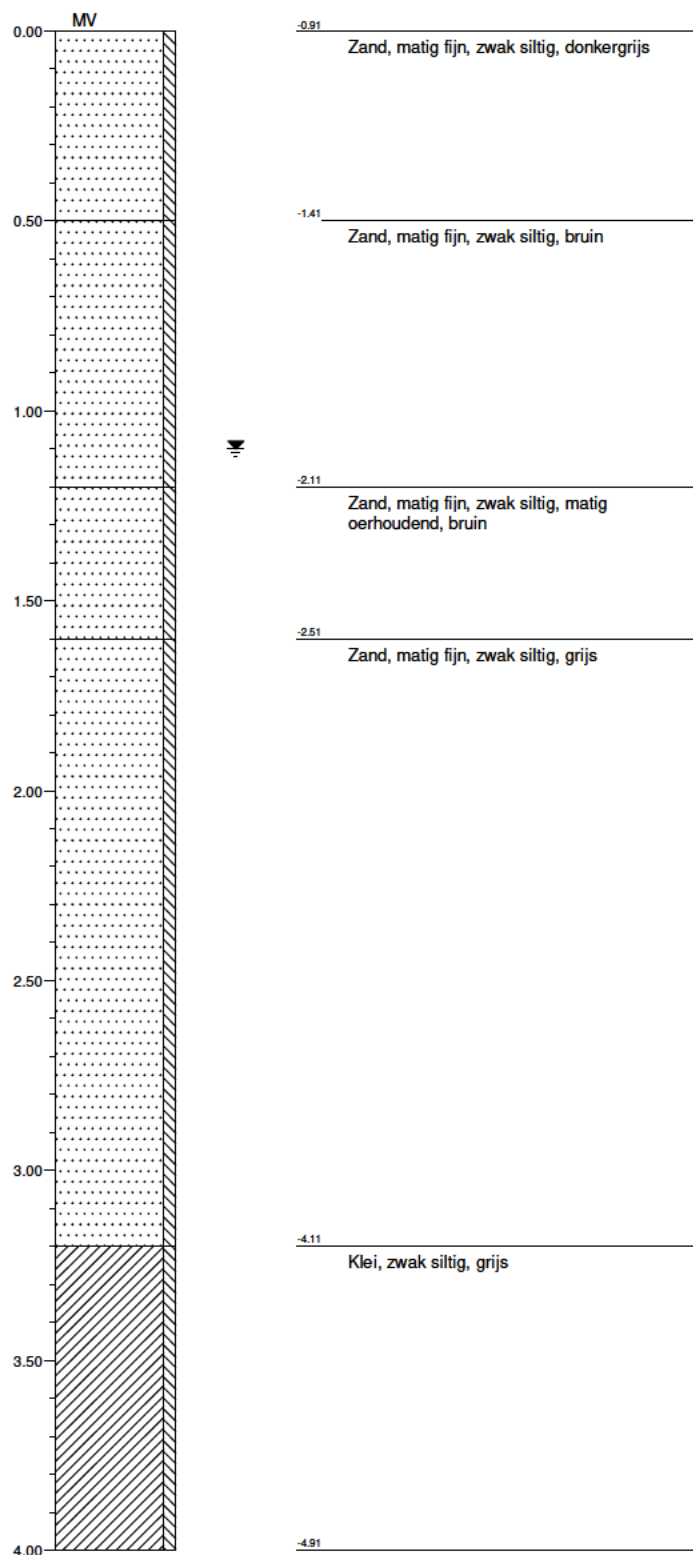 MV
0.00
-0.91
Zand, matig fijn, zwak siltig, donkergrijs
0.50
-1.41
Zand, matig fijn, zwak siltig, bruin
1.00
-2.11
Zand, matig fijn, zwak siltig, matig
oerhoudend, bruin
1.50
-2.51
Zand, matig fijn, zwak siltig, grijs
2.00
2.50
3.00
-4.11
Klei, zwak siltig, grijs
3.50
4.00
-4.91